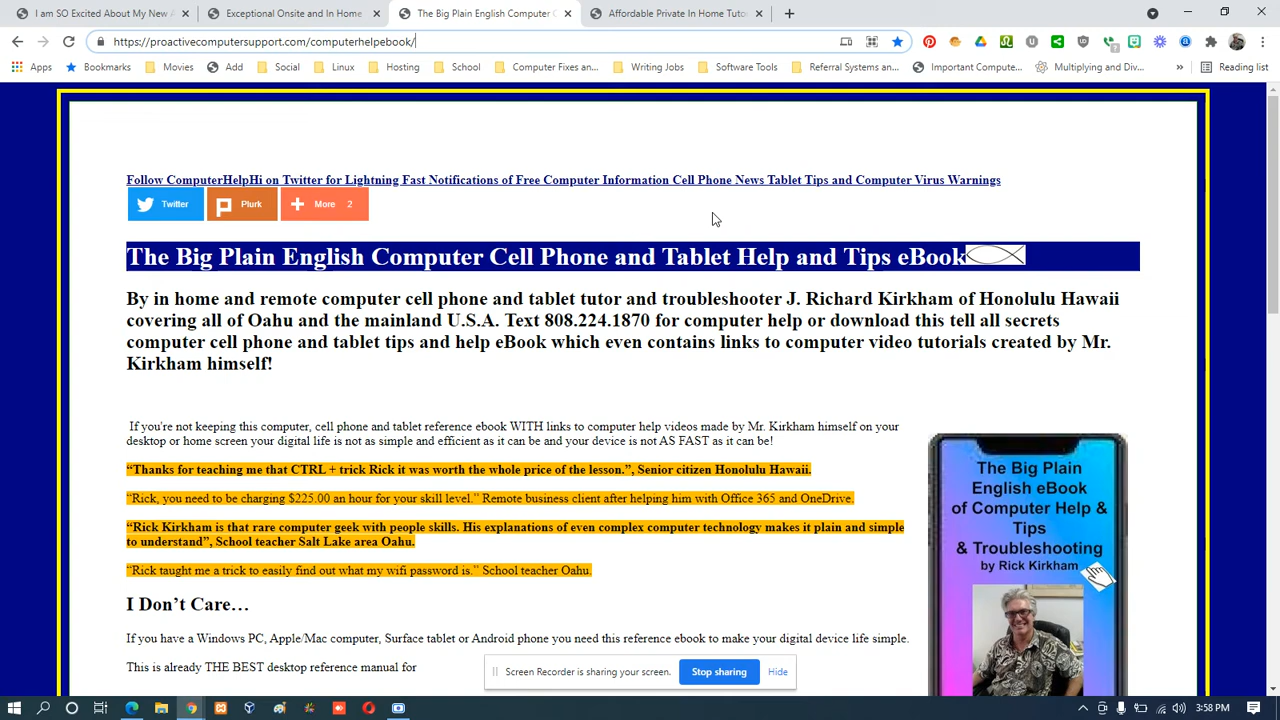 I am SO Excited About My New A
Exceptional Onsite and In Home
The Big Plain English Computer C
Affordable Private In Home Tutor
https://proactivecomputersupport.com/computerhelpebook/
Apps
Bookmarks
Movies
Add
Social
Linux
Hosting
School
Computer Fixes an...
Writing Jobs
Software Tools
Referral Systems an...
Important Compute...
Multiplying and Div...
»
Reading list
Follow ComputerHelpHi on Twitter for Lightning Fast Notifications of Free Computer Information Cell Phone News Tablet Tips and Computer Virus Warnings
Twitter
Plurk
More 2
The Big Plain English Computer Cell Phone and Tablet Help and Tips eBook
By in home and remote computer cell phone and tablet tutor and troubleshooter J. Richard Kirkham of Honolulu Hawaii
covering all of Oahu and the mainland U.S.A. Text 808.224.1870 for computer help or download this tell all secrets
computer cell phone and tablet tips and help eBook which even contains links to computer video tutorials created by Mr.
Kirkham himself!
If you're not keeping this computer, cell phone and tablet reference ebook WITH links to computer help videos made by Mr. Kirkham himself on your
desktop or home screen your digital life is not as simple and efficient as it can be and your device is not AS FAST as it can be!
“Thanks for teaching me that CTRL + trick Rick it was worth the whole price of the lesson.”, Senior citizen Honolulu Hawaii.
“Rick, you need to be charging $225.00 an hour for your skill level.” Remote business client after helping him with Office 365 and OneDrive.
“Rick Kirkham is that rare computer geek with people skills. His explanations of even complex computer technology makes it plain and simple
to understand”, School teacher Salt Lake area Oahu.
“Rick taught me a trick to easily find out what my wifi password is.” School teacher Oahu.
I Don’t Care…
If you have a Windows PC, Apple/Mac computer, Surface tablet or Android phone you need this reference ebook to make your digital device life simple.
This is already THE BEST desktop reference manual for
The Big Plain
English eBook
of Computer Help &
Tips
& Troubleshooting
by Rick Kirkham
Screen Recorder is sharing your screen.
Stop sharing
Hide
3:58 PM